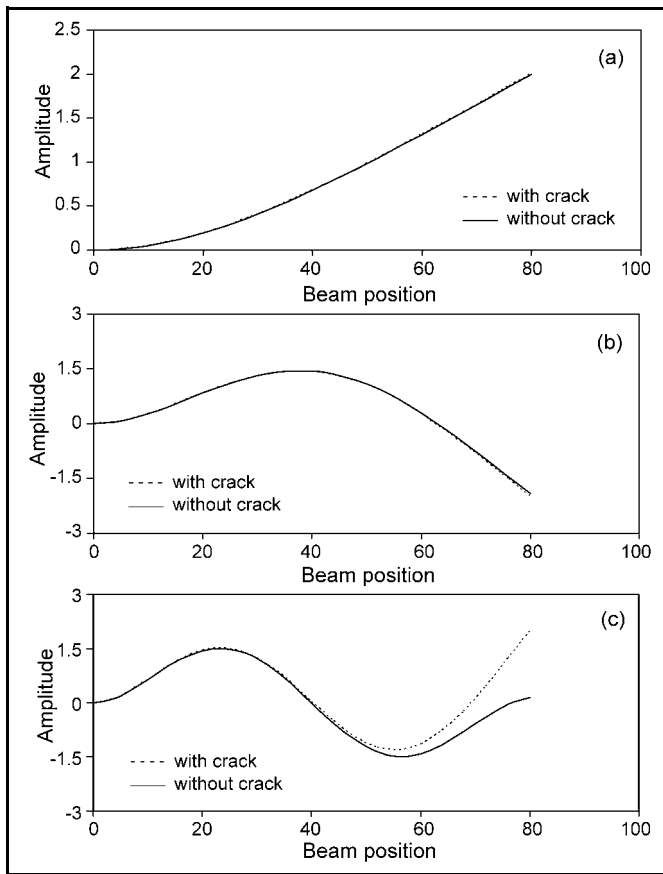 2.5
2
1.5
1
0.5
0
Amplitude
(a)
with crack
without crack
0 20 40 60 80 100
Beam position
3
1.5
0
-1.5
-3
Amplitude
(b)
with crack
without crack
0 20 40 60 80 100
Beam position
3
1.5
0
-1.5
-3
Amplitude
(c)
with crack
without crack
0 20 40 60 80 100
Beam position